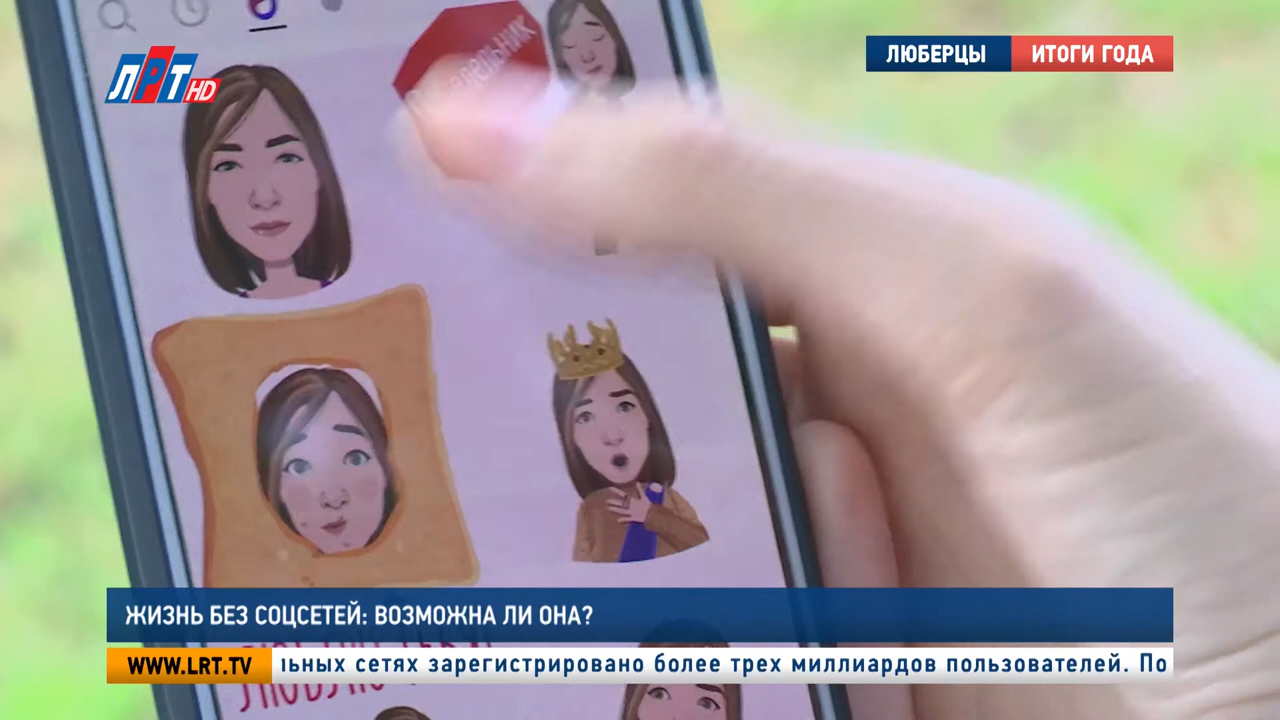 ЛРТ HD
ЛЮБЕРЦЫ ИТОГИ ГОДА
ЖИЗНЬ БЕЗ СОЦСЕТЕЙ: ВОЗМОЖНА ЛИ ОНА?
WWW.LRT.TV
сетях зарегистрировано более трех миллиардов пользователей. По